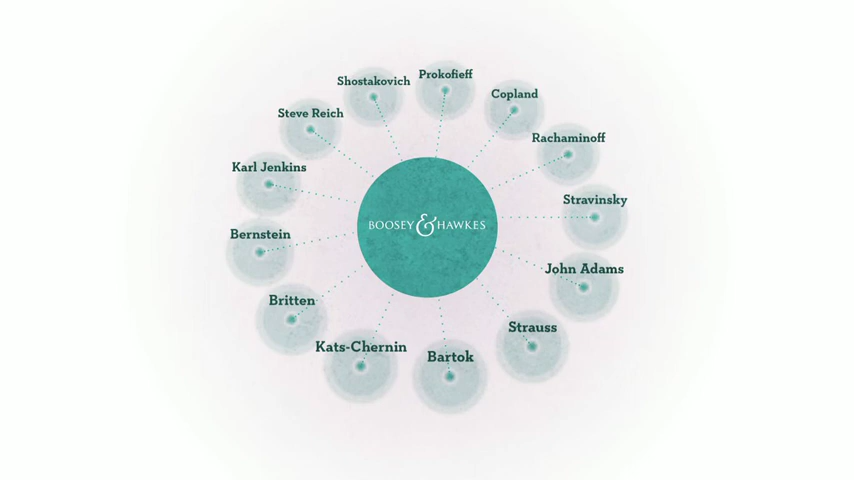 Prokofieff
Shostakovich
Copland
Steve Reich
Rachaminoff
Karl Jenkins
Stravinsky
BOOSEY & HAWKES
Bernstein
John Adams
Britten
Strauss
Kats-Chernin
Bartok